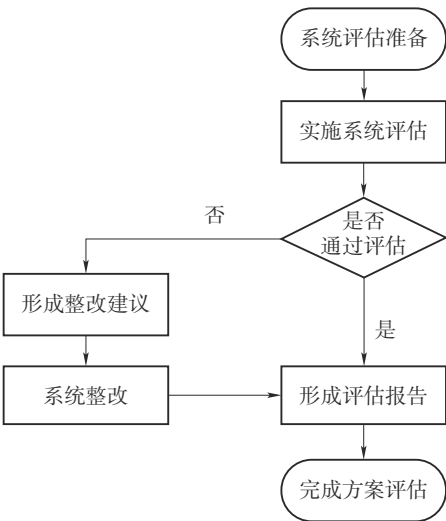 系统评估准备
实施系统评估
是否
通过评估
否
形成整改建议
是
系统整改
形成评估报告
完成方案评估